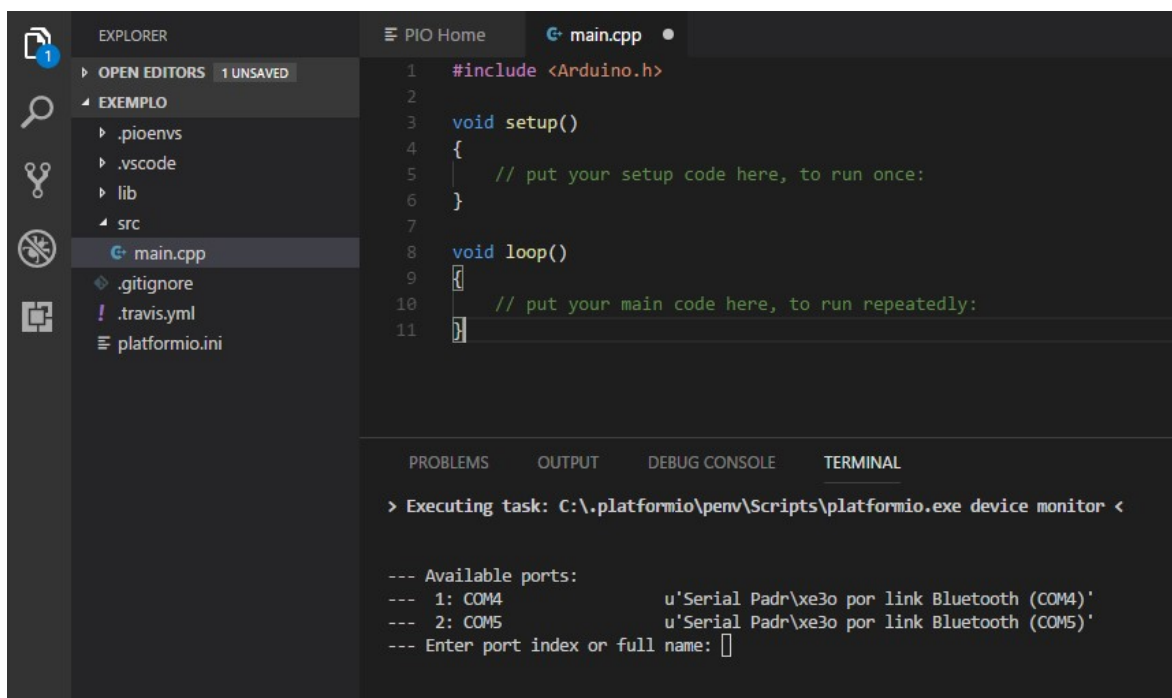 EXPLORER
OPEN EDITORS 1 UNSAVED
EXEMPLO
.pioenvs
.vscode
lib
src
main.cpp
.gitignore
.travis.yml
platformio.ini
1
PIO Home main.cpp
1 #include <Arduino.h>
2
3 void setup()
4 {
5 // put your setup code here, to run once:
6 }
7
8 void loop()
9 {
10 // put your main code here, to run repeatedly:
11 }
PROBLEMS OUTPUT DEBUG CONSOLE TERMINAL
> Executing task: C:\.platformio\penv\Scripts\platformio.exe device monitor <
--- Available ports:
--- 1: COM4 u'Serial Padr\xe3o por link Bluetooth (COM4)'
--- 2: COM5 u'Serial Padr\xe3o por link Bluetooth (COM5)'
--- Enter port index or full name: